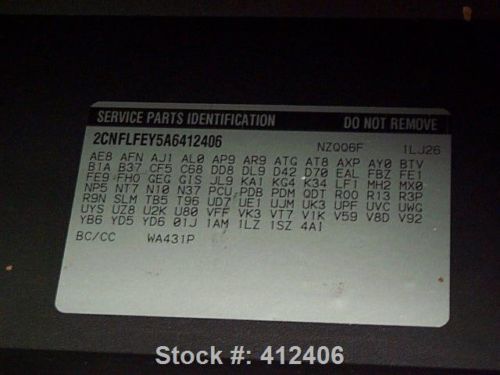 SERVICE PARTS IDENTIFICATION DO NOT REMOVE
2CNFLFEY5A6412406 NZQQ6F 1LJ26
AE8 AFN AJ1 AL0 AP9 AR9 ATG AT8 AXP AY0 BTV
B1A B37 CF5 C68 DD8 DL9 D42 D70 EAL FBZ FE1
FE9 FHO GEG G1S JL9 KA1 KG4 K34 LF1 MH2 MX0
NP5 NT7 N10 N37 PCU PDB PDM QDT ROO R13 R3P
R9N SLM TB5 T96 UD7 UE1 UJM UK3 UPF UVC UWG
UYS UZ8 U2K U80 VFF VK3 VT7 V1K V59 V8D V92
YB6 YD5 YD6 01J 1AM 1LZ 1SZ 4AI
BC/CC WA431P
Stock #: 412406